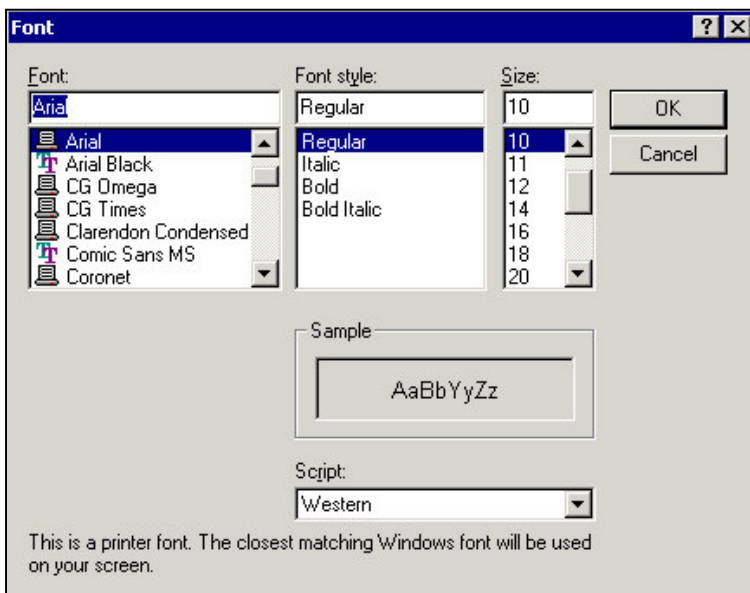 Font
Font:
Arial
Arial
Arial Black
CG Omega
CG Times
Clarendon Condensed
Comic Sans MS
Coronet
Font style:
Regular
Regular
Italic
Bold
Bold Italic
Size:
10
10
11
12
14
16
18
20
OK
Cancel
Sample
AaBbYyZz
Script:
Western
This is a printer font. The closest matching Windows font will be used
on your screen.